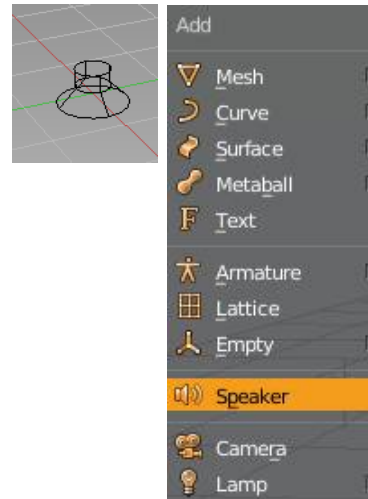 Add
Mesh
Curve
Surface
Metaball
Text
Armature
Lattice
Empty
Speaker
Camera
Lamp